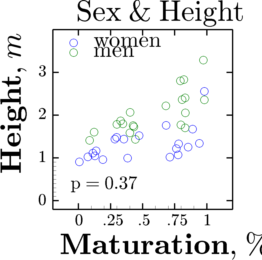 Sex & Height
women
men
Height, m
3
2
1
0
p = 0.37
0 .25 .5 .75 1
Maturation, %